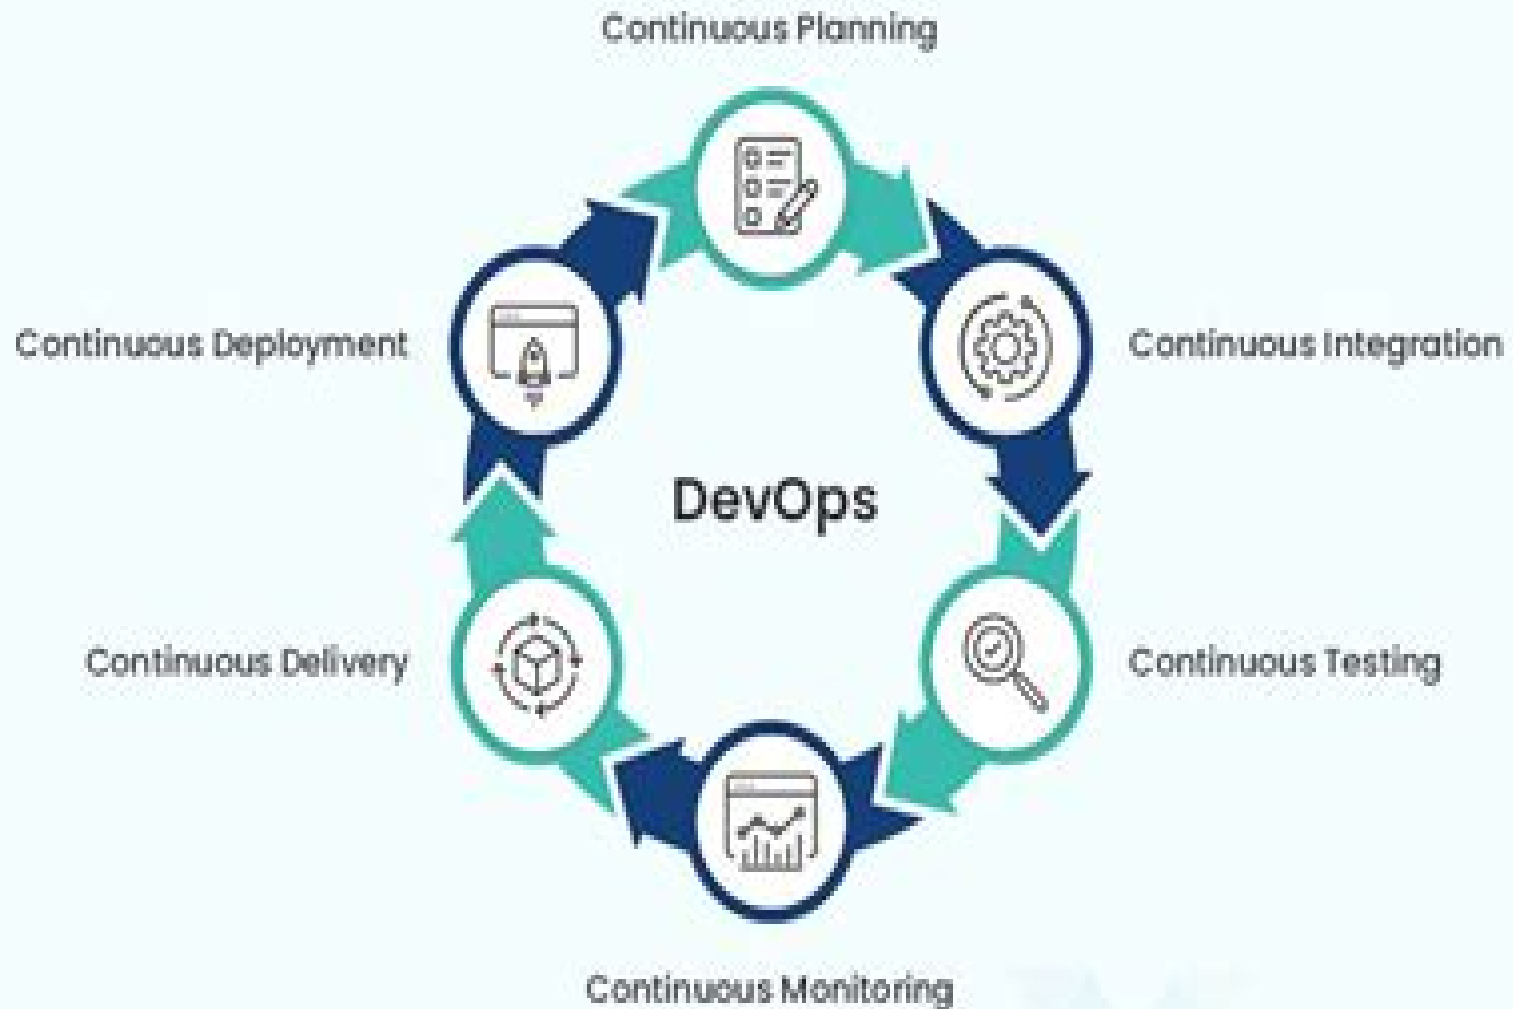 Continuous Planning
Continuous Deployment
Continuous Integration
DevOps
Continuous Delivery
Continuous Testing
Continuous Monitoring